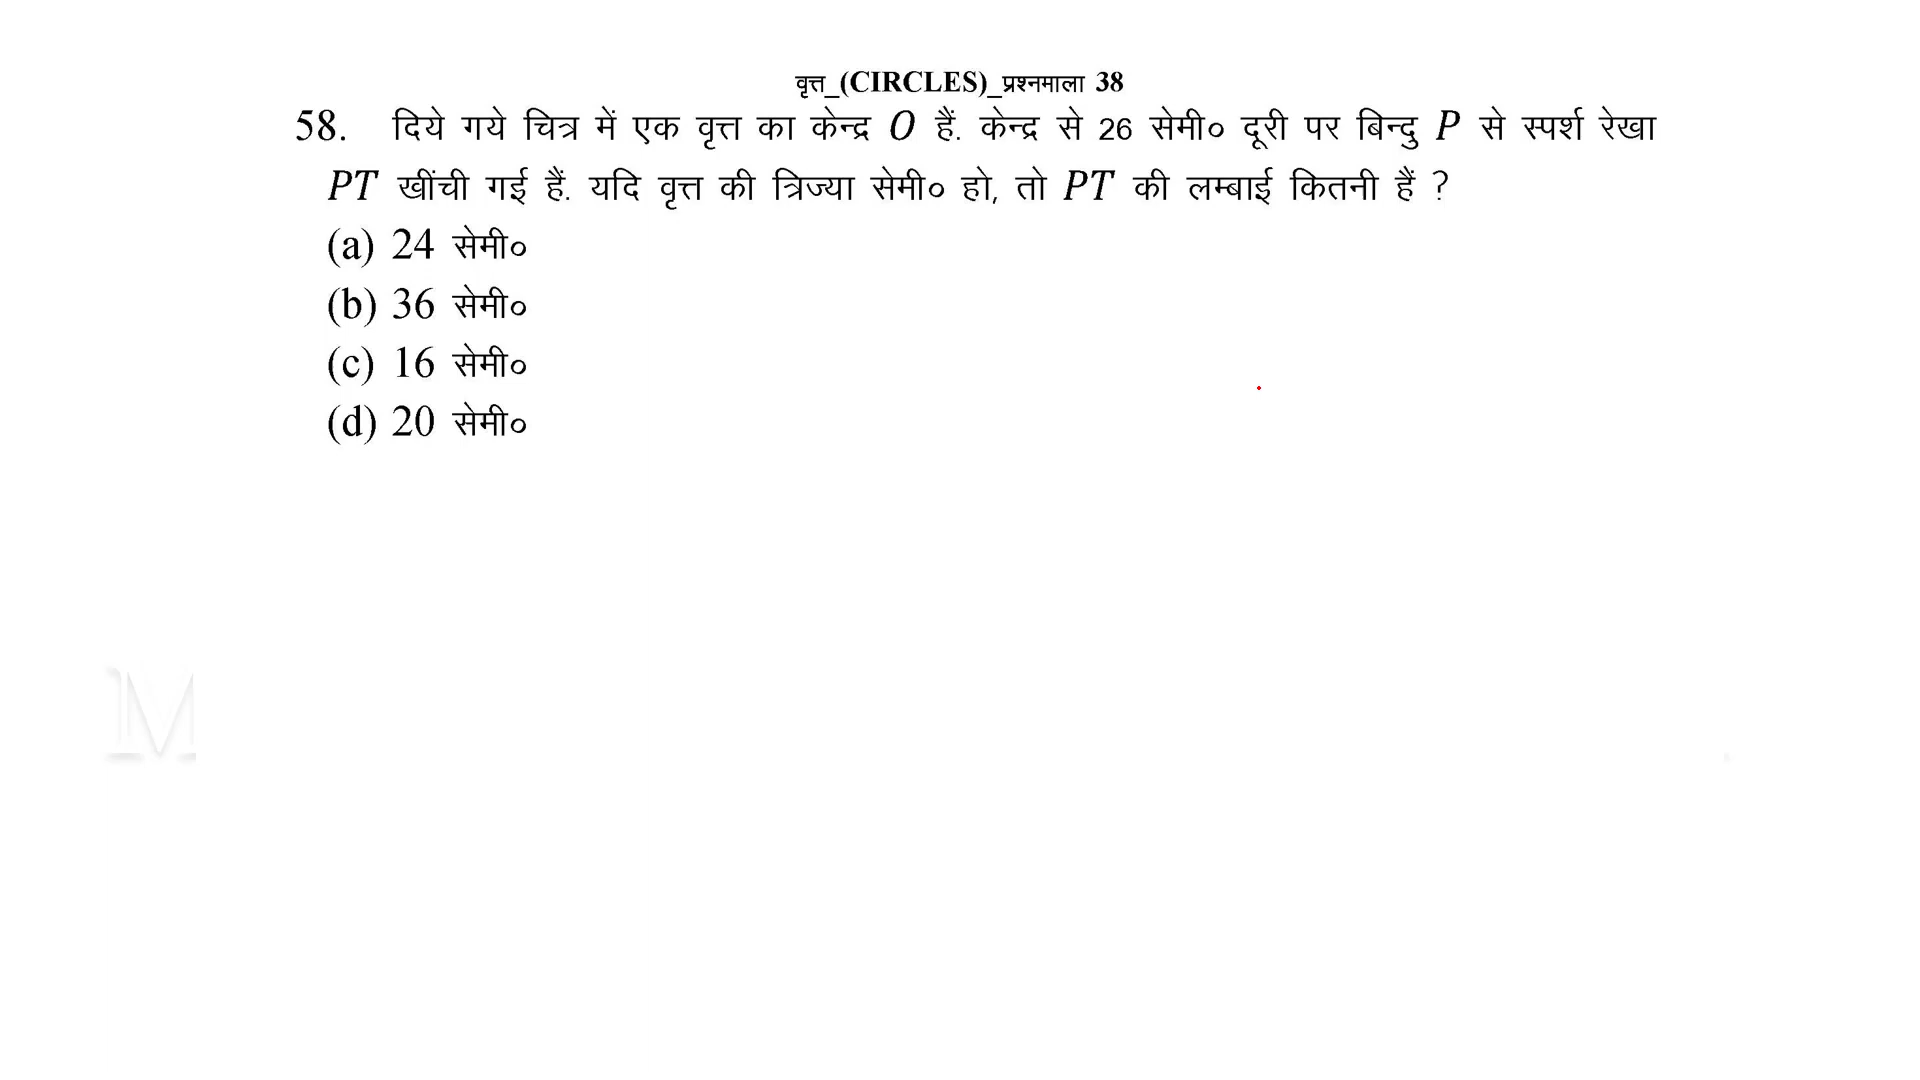 वृत्त_(CIRCLES)_प्रश्नमाला 38
58. दिये गये चित्र में एक वृत्त का केन्द्र O हैं. केन्द्र से 26 सेमी० दूरी पर बिन्दु P से स्पर्श रेखा
PT खींची गई हैं. यदि वृत्त की त्रिज्या सेमी० हो, तो PT की लम्बाई कितनी हैं ?
(a) 24 सेमी०
(b) 36 सेमी०
(c) 16 सेमी०
(d) 20 सेमी०
M